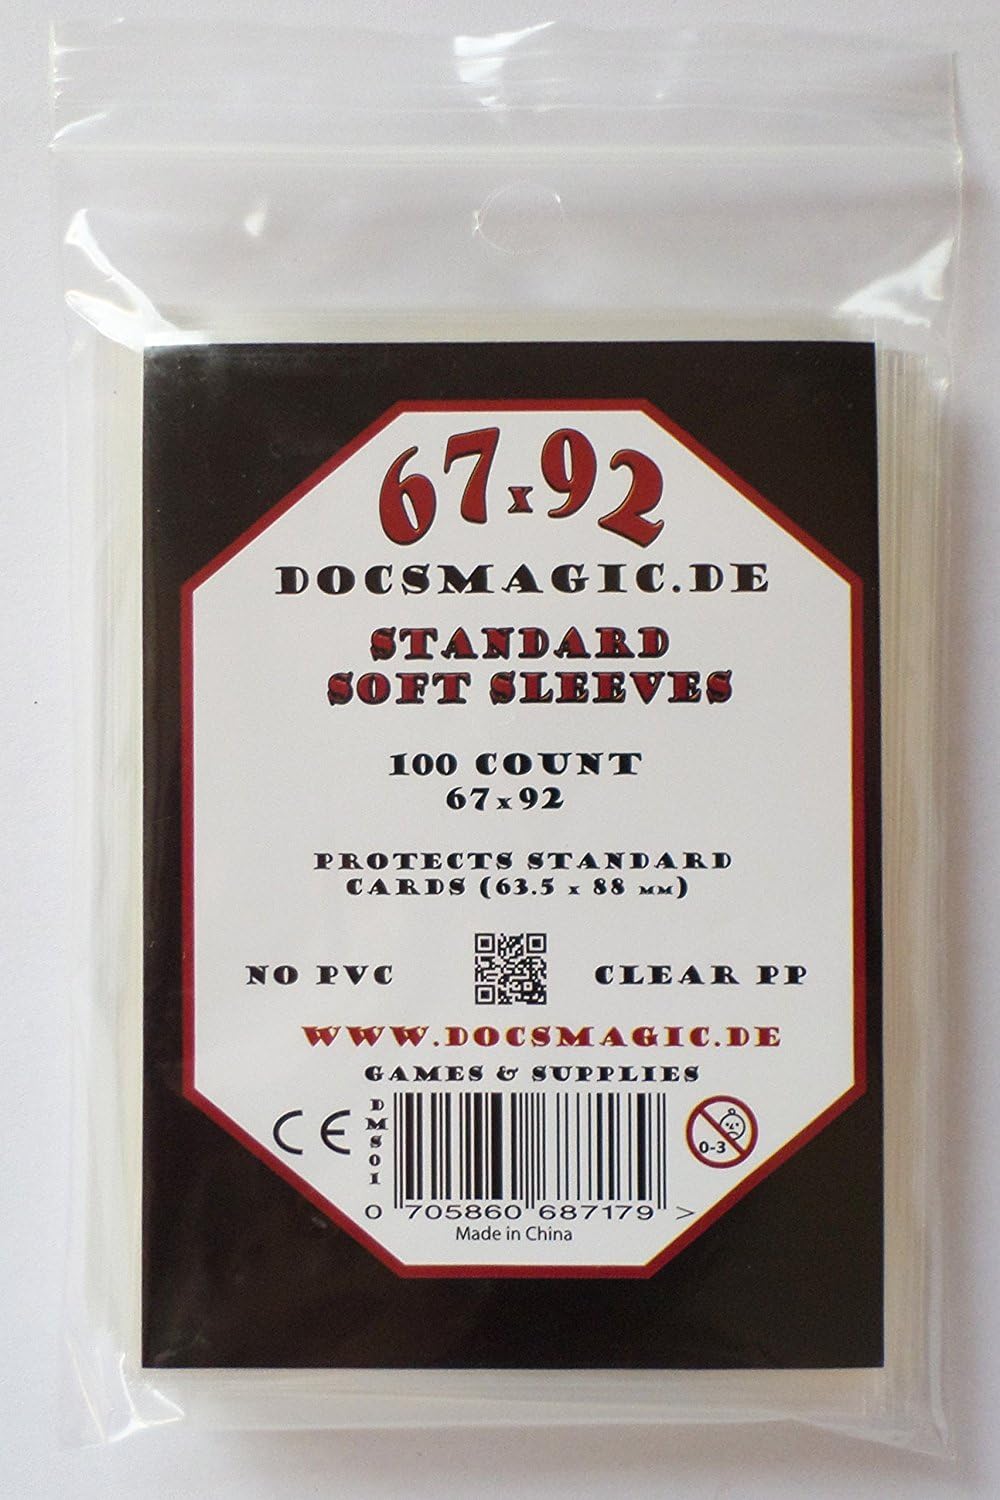 67x92
DOCSMAGIC.DE
STANDARD
SOFT SLEEVES
100 COUNT
67x92
PROTECTS STANDARD
CARDS (63.5 x 88 MM)
NO PVC CLEAR PP
WWW.DOCSMAGIC.DE
GAMES & SUPPLIES
CE
DMS01
0-3
0 705860 687179 >
Made in China